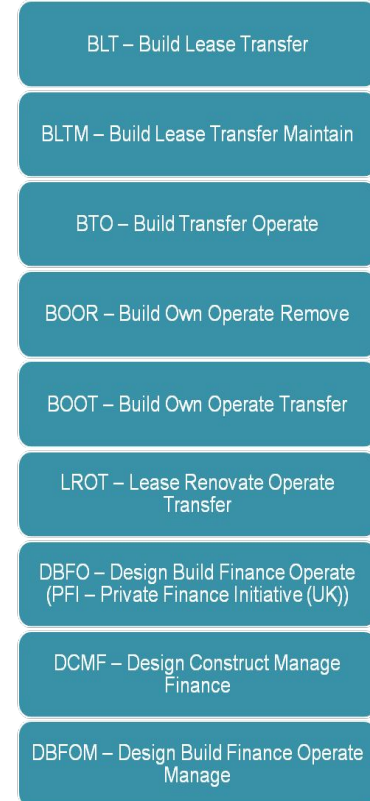 BLT – Build Lease Transfer
BLTM – Build Lease Transfer Maintain
BTO – Build Transfer Operate
BOOR – Build Own Operate Remove
BOOT – Build Own Operate Transfer
LROT – Lease Renovate Operate
Transfer
DBFO – Design Build Finance Operate
(PFI – Private Finance Initiative (UK))
DCMF – Design Construct Manage
Finance
DBFOM – Design Build Finance Operate
Manage